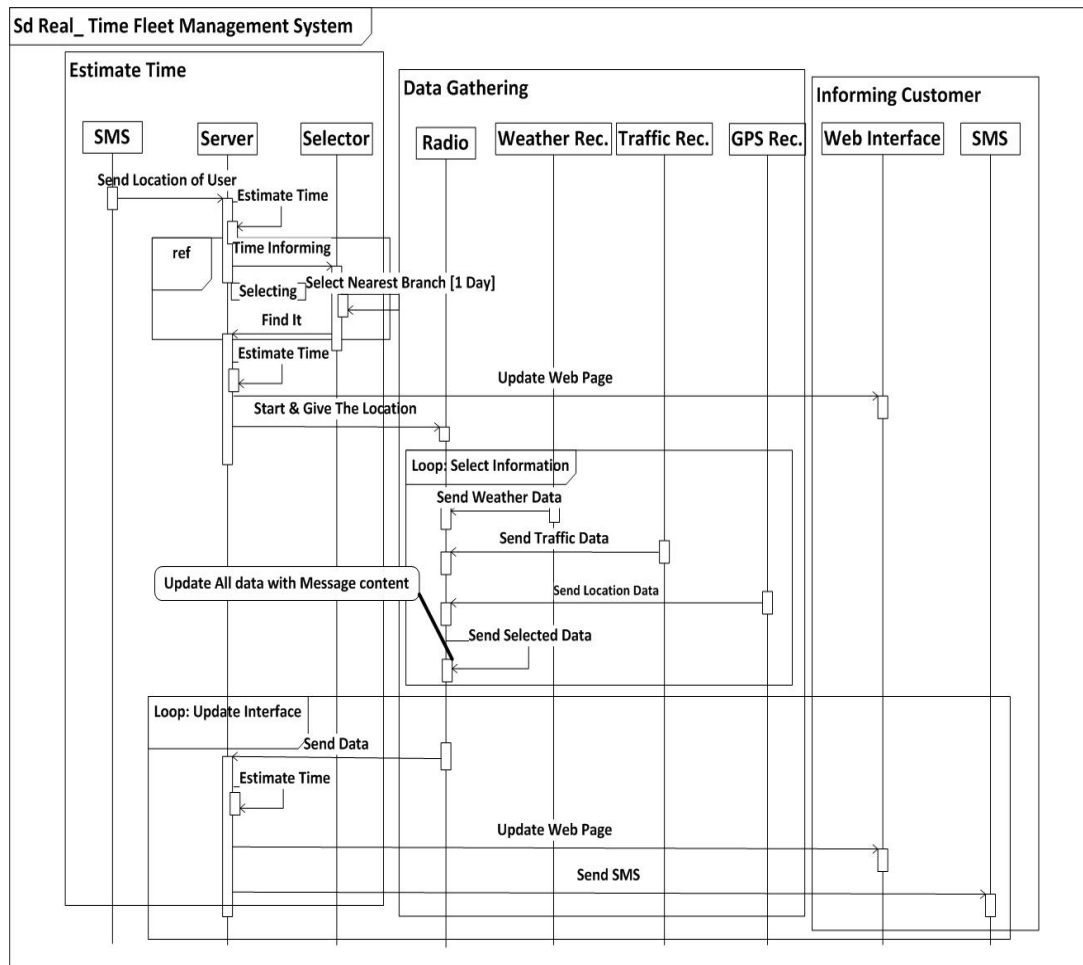 Sd Real_ Time Fleet Management System
Estimate Time
Data Gathering
Informing Customer
SMS
Server
Selector
Radio
Weather Rec.
Traffic Rec.
GPS Rec.
Web Interface
SMS
Send Location of User
Estimate Time
ref
Time Informing
Selecting
Select Nearest Branch [1 Day]
Find It
Estimate Time
Update Web Page
Start & Give The Location
Loop: Select Information
Send Weather Data
Send Traffic Data
Update All data with Message content
Send Location Data
Send Selected Data
Loop: Update Interface
Send Data
Estimate Time
Update Web Page
Send SMS